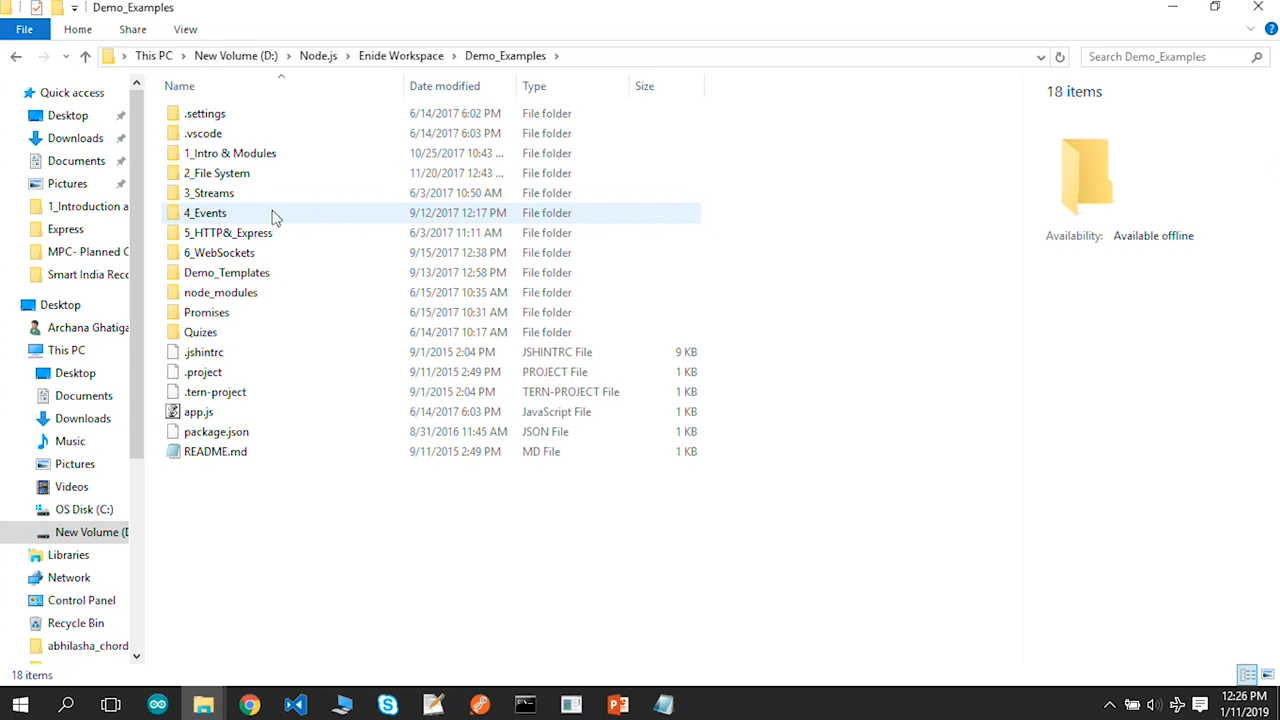 Demo_Examples
File Home Share View
This PC New Volume (D:) Node.js Enide Workspace Demo_Examples Search Demo_Examples
Name Date modified Type Size
.settings 6/14/2017 6:02 PM File folder
.vscode 6/14/2017 6:03 PM File folder
1_Intro & Modules 10/25/2017 10:43 ... File folder
2_File System 11/20/2017 12:43 ... File folder
3_Streams 6/3/2017 10:50 AM File folder
4_Events 9/12/2017 12:17 PM File folder
5_HTTP&_Express 6/3/2017 11:11 AM File folder
6_WebSockets 9/15/2017 12:38 PM File folder
Demo_Templates 9/13/2017 12:58 PM File folder
node_modules 6/15/2017 10:35 AM File folder
Promises 6/15/2017 10:31 AM File folder
Quizes 6/14/2017 10:17 AM File folder
.jshintrc 9/1/2015 2:04 PM JSHINTRC File 9 KB
.project 9/11/2015 2:49 PM PROJECT File 1 KB
.tern-project 9/1/2015 2:04 PM TERN-PROJECT File 1 KB
app.js 6/14/2017 6:03 PM JavaScript File 1 KB
package.json 8/31/2016 11:45 AM JSON File 1 KB
README.md 9/11/2015 2:49 PM MD File 1 KB
Quick access
Desktop
Downloads
Documents
Pictures
1_Introduction a
Express
MPC- Planned C
Smart India Rec
Desktop
Archana Ghatiga
This PC
Desktop
Documents
Downloads
Music
Pictures
Videos
OS Disk (C:)
New Volume (D
Libraries
Network
Control Panel
Recycle Bin
abhilasha_chord
18 items
Availability: Available offline
18 items
12:26 PM
1/11/2019